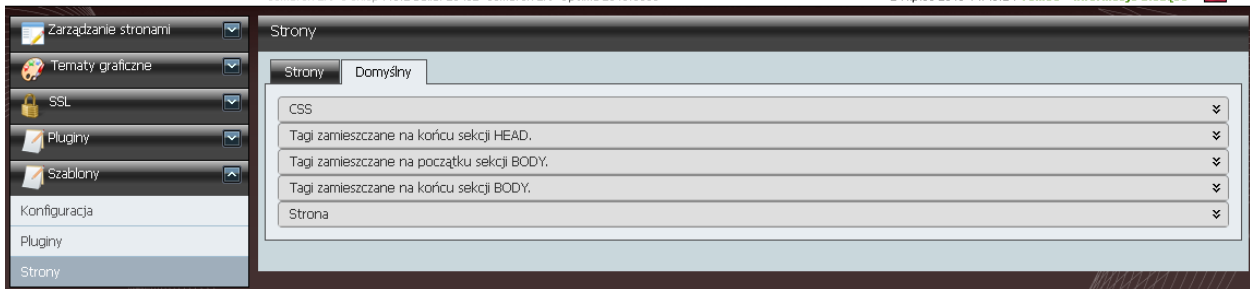 Zarządzanie stronami
Tematy graficzne
SSL
Pluginy
Szablony
Konfiguracja
Pluginy
Strony
Strony
Strony
Domyślny
CSS
Tagi zamieszczane na końcu sekcji HEAD.
Tagi zamieszczane na początku sekcji BODY.
Tagi zamieszczane na końcu sekcji BODY.
Strona